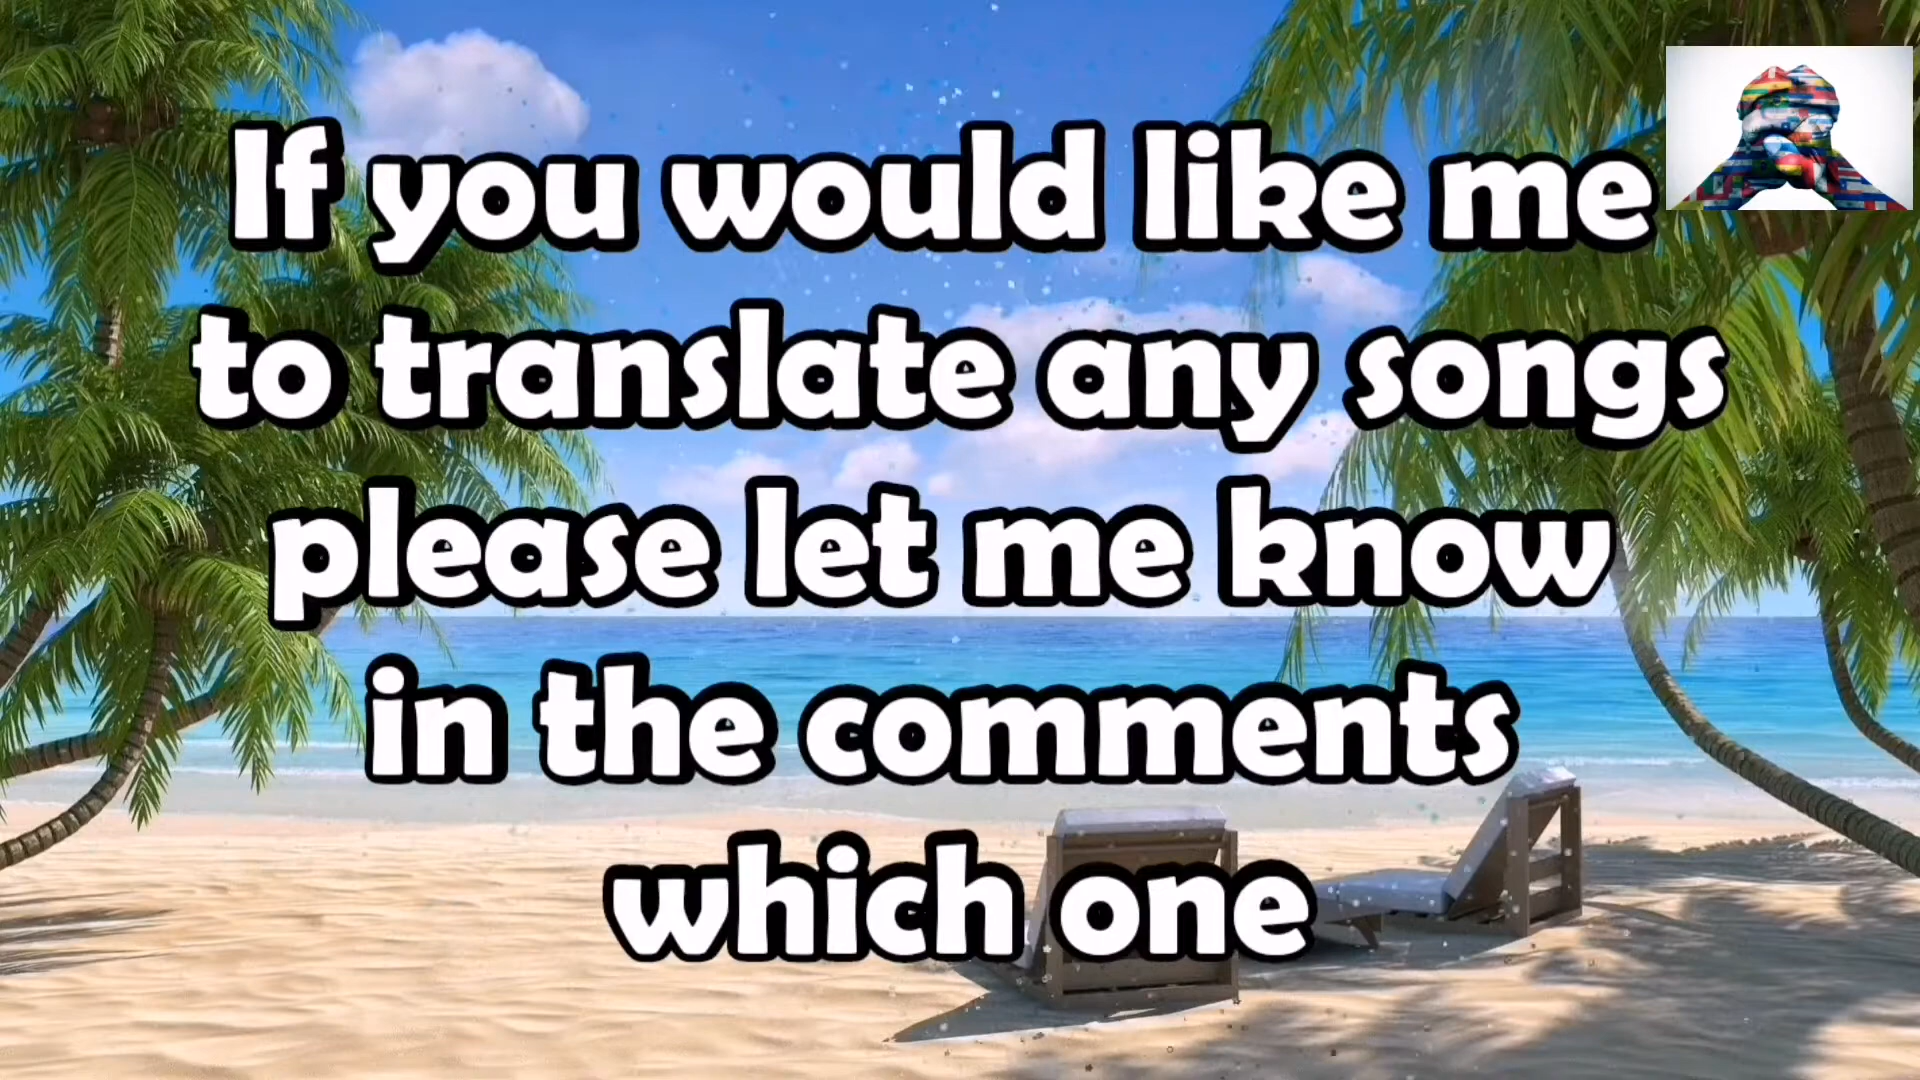 If you would like me
to translate any songs
please let me know
in the comments
which one